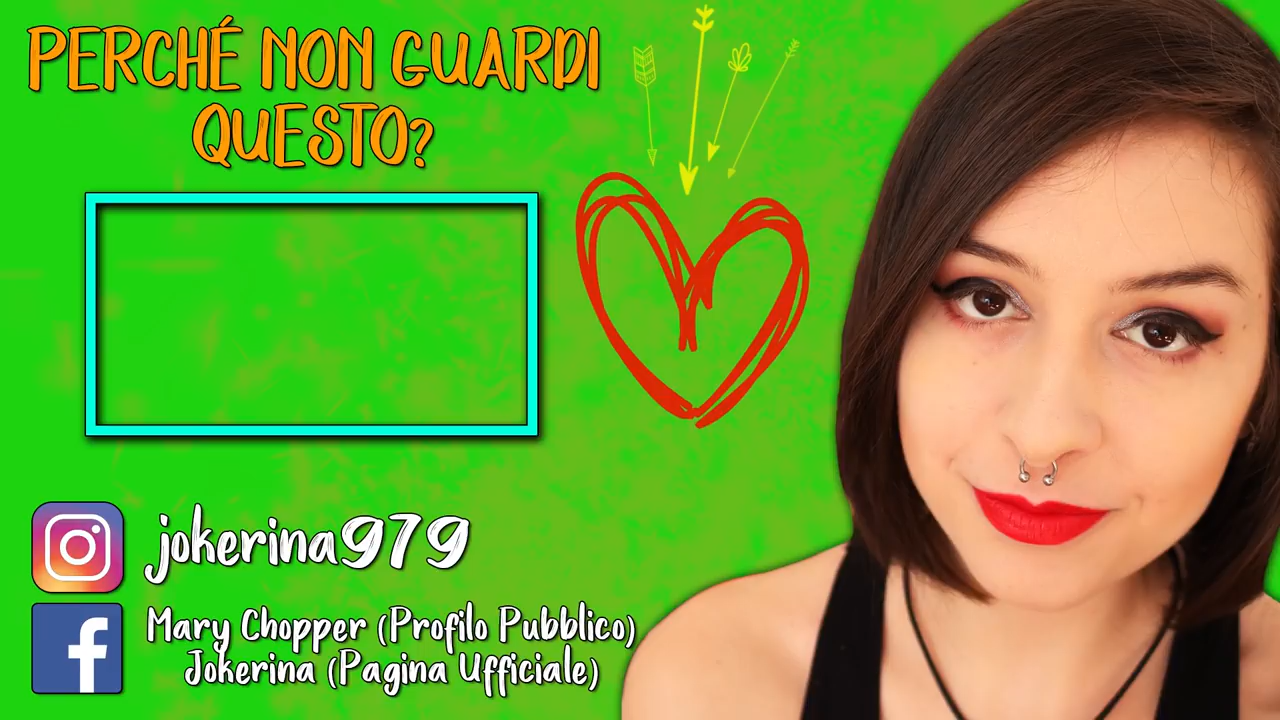 PERCHÉ NON GUARDI
QUESTO?
jokerina979
Mary Chopper (Profilo Pubblico)
Jokerina (Pagina Ufficiale)